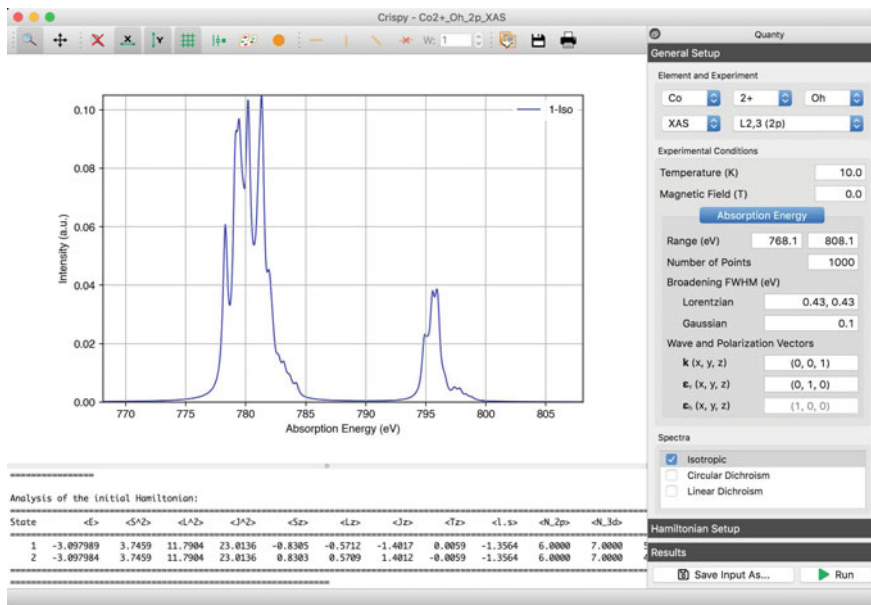 Crispy - Co2+_Oh_2p_XAS
W: 1
1-Iso
0.10
0.08
0.06
0.04
0.02
0.00
Intensity (a.u.)
770 775 780 785 790 795 800 805
Absorption Energy (eV)
================
Analysis of the initial Hamiltonian:
State <E> <S^2> <L^2> <J^2> <Sz> <Lz> <Jz> <Tz> <l.s> <N_2p> <N_3d>
1 -3.097989 3.7459 11.7904 23.0136 -0.8305 -0.5712 -1.4017 0.0059 -1.3564 6.0000 7.0000
2 -3.097984 3.7459 11.7904 23.0136 0.8303 0.5709 1.4012 -0.0059 -1.3564 6.0000 7.0000
Quanty
General Setup
Element and Experiment
Co 2+ Oh
XAS L2,3 (2p)
Experimental Conditions
Temperature (K) 10.0
Magnetic Field (T) 0.0
Absorption Energy
Range (eV) 768.1 808.1
Number of Points 1000
Broadening FWHM (eV)
Lorentzian 0.43, 0.43
Gaussian 0.1
Wave and Polarization Vectors
k (x, y, z) (0, 0, 1)
εᵥ (x, y, z) (0, 1, 0)
εₕ (x, y, z) (1, 0, 0)
Spectra
Isotropic
Circular Dichroism
Linear Dichroism
Hamiltonian Setup
Results
Save Input As... Run